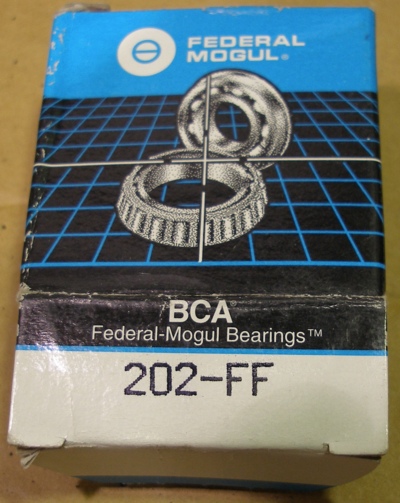 FEDERAL
MOGUL®
BCA®
Federal-Mogul Bearings™
202-FF